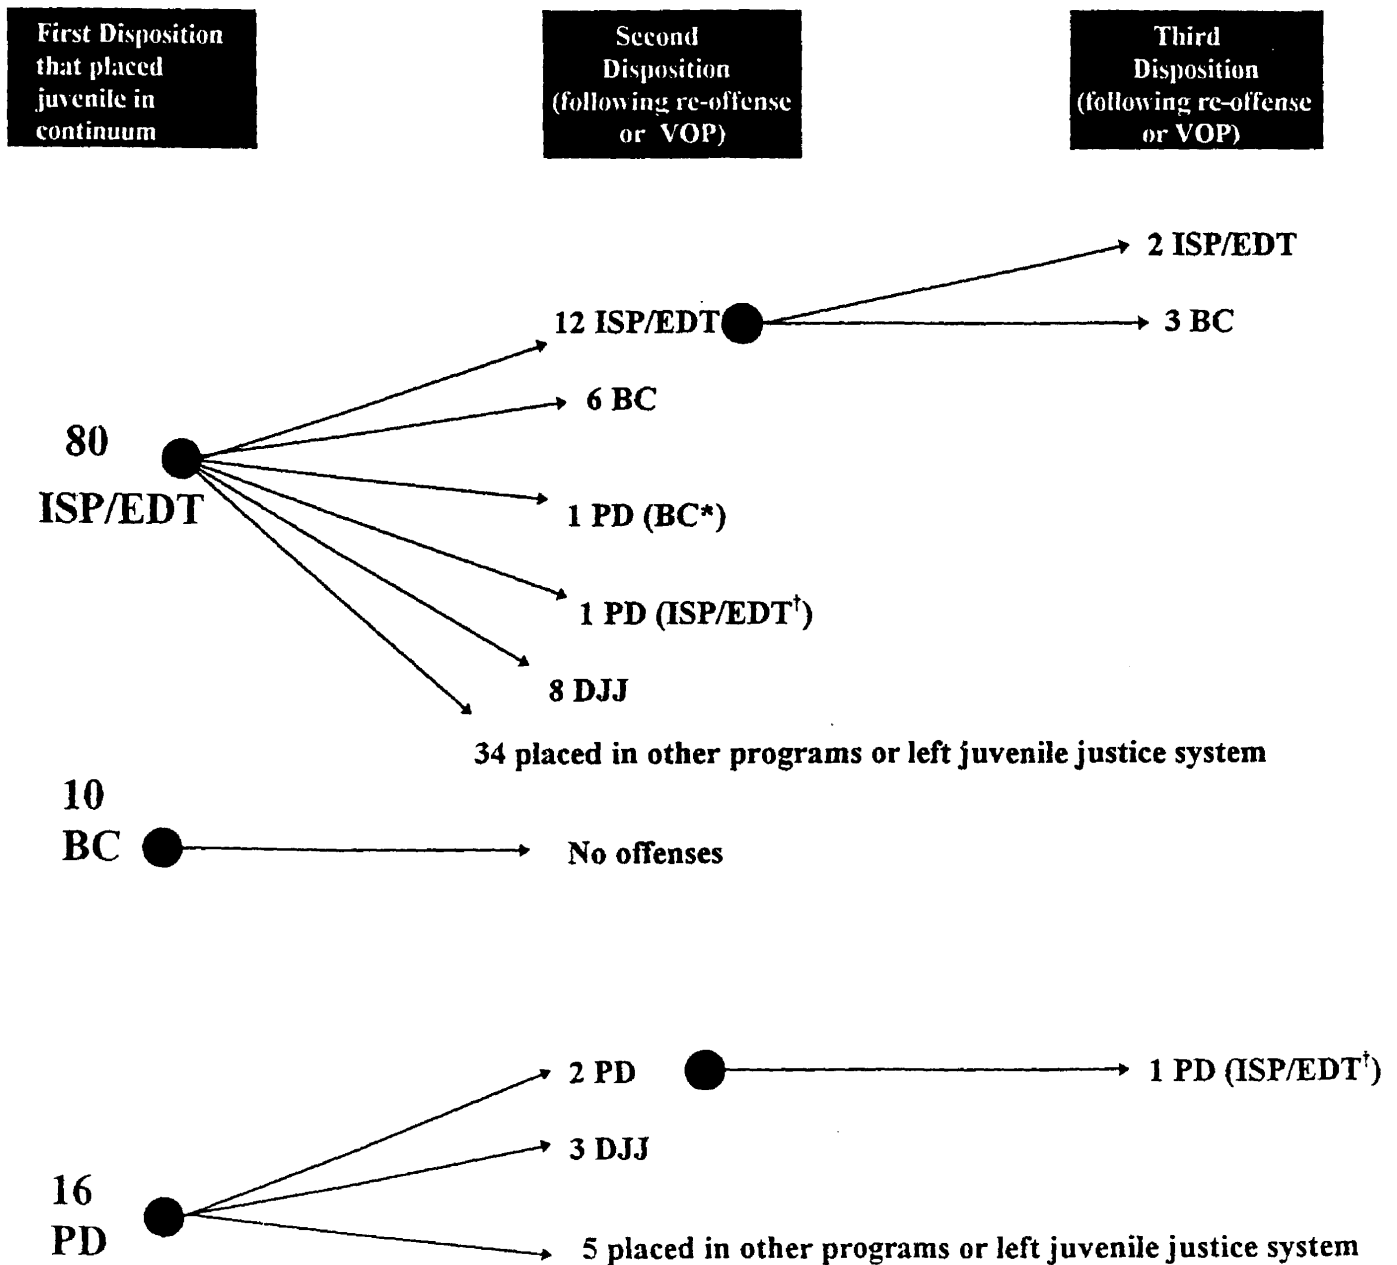 First Disposition
that placed
juvenile in
continuum
Second
Disposition
(following re-offense
or VOP)
Third
Disposition
(following re-offense
or VOP)
2 ISP/EDT
12 ISP/EDT
3 BC
6 BC
80
ISP/EDT
1 PD (BC*)
1 PD (ISP/EDT†)
8 DJJ
34 placed in other programs or left juvenile justice system
10
BC
No offenses
2 PD
1 PD (ISP/EDT†)
3 DJJ
16
PD
5 placed in other programs or left juvenile justice system